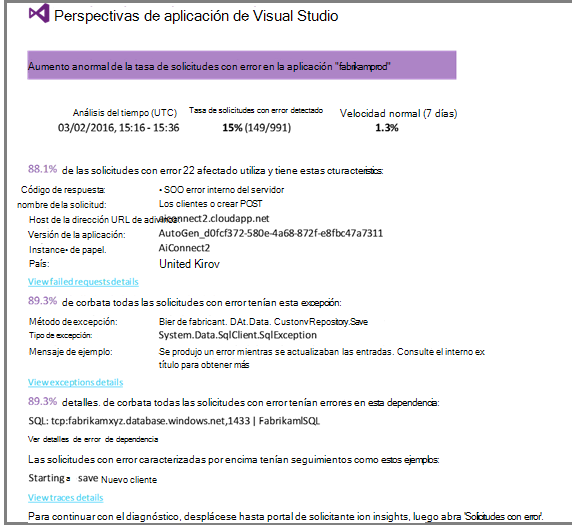 Perspectivas de aplicación de Visual Studio
Aumento anormal de la tasa de solicitudes con error en la aplicación "fabrikamprod"
Análisis del tiempo (UTC) Tasa de solicitudes con error detectado Velocidad normal (7 días)
03/02/2016, 15:16 - 15:36 15% (149/991) 1.3%
88.1% de las solicitudes con error 22 afectado utiliza y tiene estas cturacteristics:
Código de respuesta: • SOO error interno del servidor
nombre de la solicitud: Los clientes o crear POST
Host de la dirección URL de aiconnect2.cloudapp.net
Versión de la aplicación: AutoGen_d0fcf372-580e-4a68-872f-e8fbc47a7311
Instance• de papel. AiConnect2
País: United Kirov
View failed requests details
89.3% de corbata todas las solicitudes con error tenían esta excepción:
Método de excepción: Bier de fabricant. DAt.Data. CustonvRepository.Save
Tipo de excepción: System.Data.SqlClient.SqlException
Mensaje de ejemplo: Se produjo un error mientras se actualizaban las entradas. Consulte el interno ex
título para obtener más
View exceptions details
89.3% detalles. de corbata todas las solicitudes con error tenían errores en esta dependencia:
SQL: tcp:fabrikamxyz.database.windows.net,1433 | FabrikamlSQL
Ver detalles de error de dependencia
Las solicitudes con error caracterizadas por encima tenían seguimientos como estos ejemplos:
Starting a save Nuevo cliente
View traces details
Para continuar con el diagnóstico, desplácese hasta portal de solicitante ion insights, luego abra 'Solicitudes con error'.